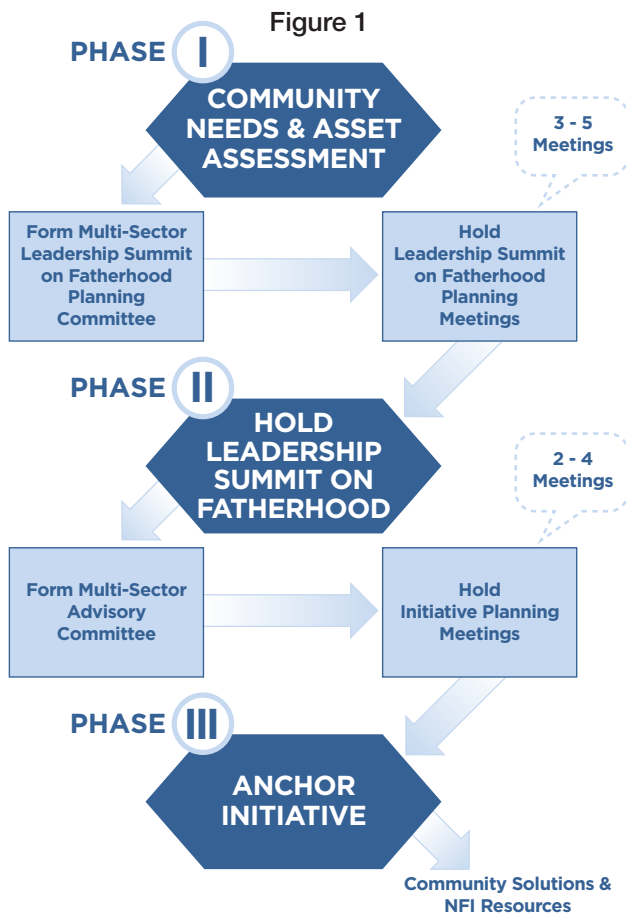 Figure 1
PHASE I
COMMUNITY
NEEDS & ASSET
ASSESSMENT
3 - 5
Meetings
Form Multi-Sector
Leadership Summit
on Fatherhood
Planning
Committee
Hold
Leadership Summit
on Fatherhood
Planning
Meetings
PHASE II
HOLD
LEADERSHIP
SUMMIT ON
FATHERHOOD
2 - 4
Meetings
Form Multi-Sector
Advisory
Committee
Hold
Initiative Planning
Meetings
PHASE III
ANCHOR
INITIATIVE
Community Solutions &
NFI Resources